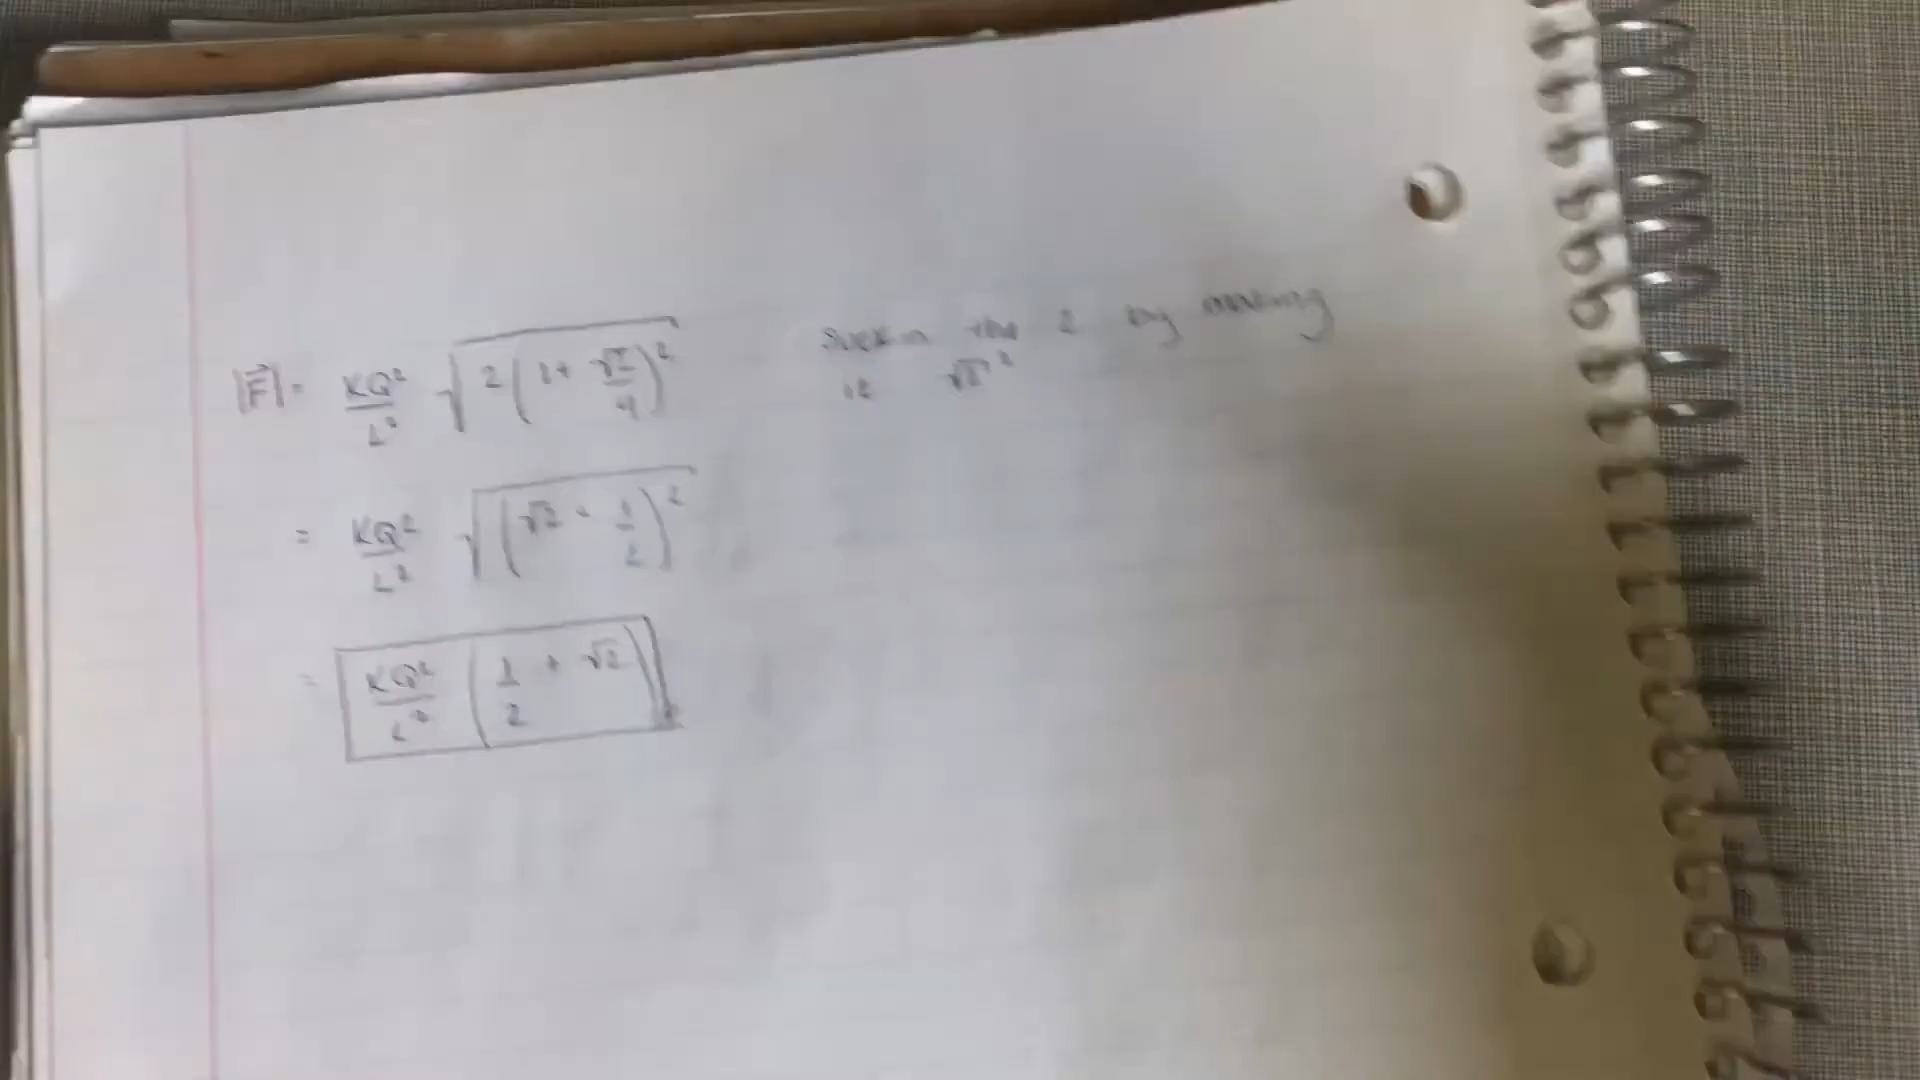 |F⃗| = KQ²/L² √(2(1 + √2/4)²) suck in the 2 by making
it √2²
= KQ²/L² √((√2 + 1/2)²)
= KQ²/L² (1/2 + √2)